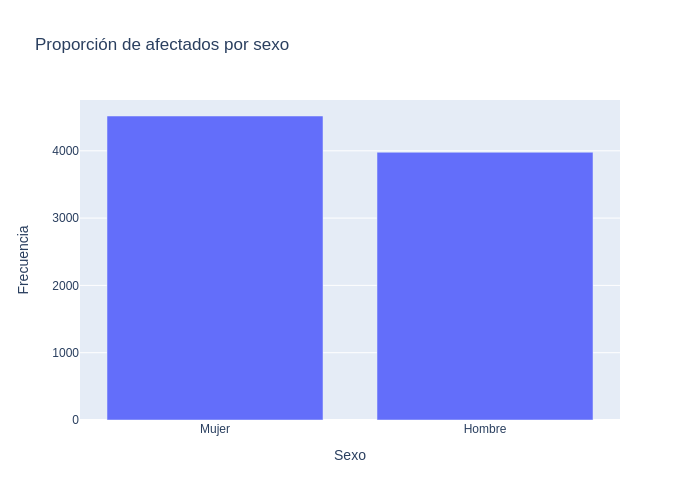 Proporción de afectados por sexo
Frecuencia
4000
3000
2000
1000
0
Mujer
Hombre
Sexo